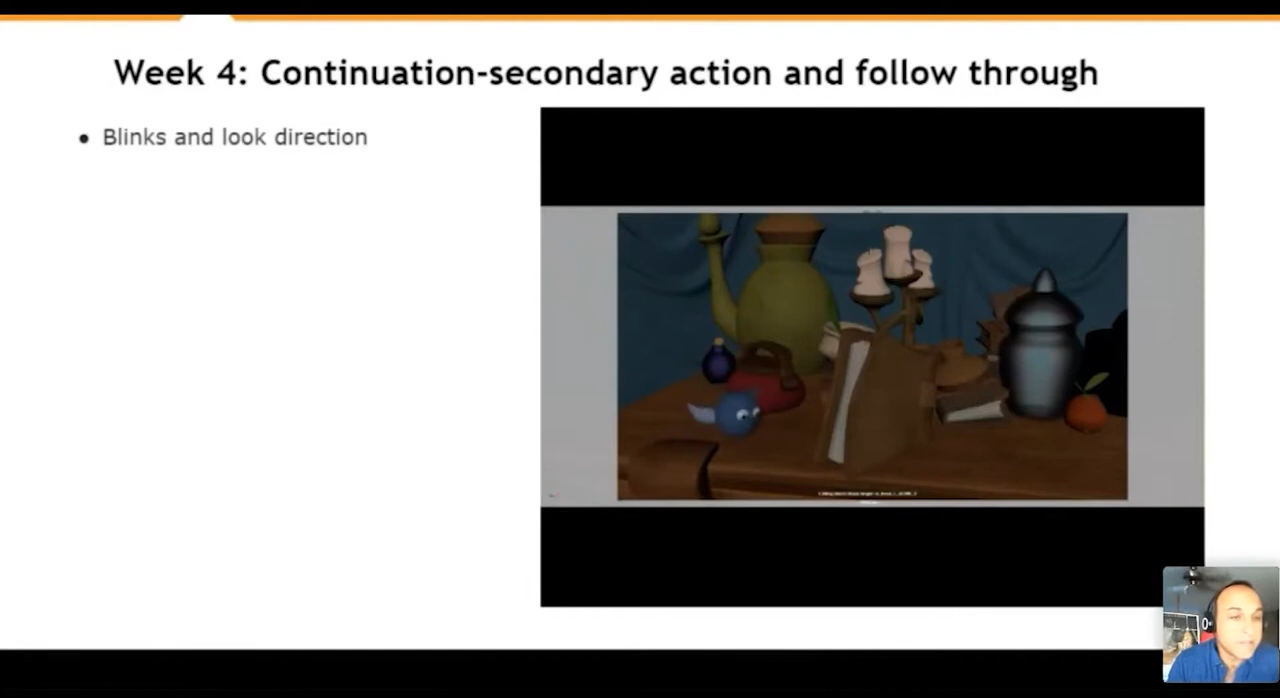 Week 4: Continuation-secondary action and follow through
• Blinks and look direction